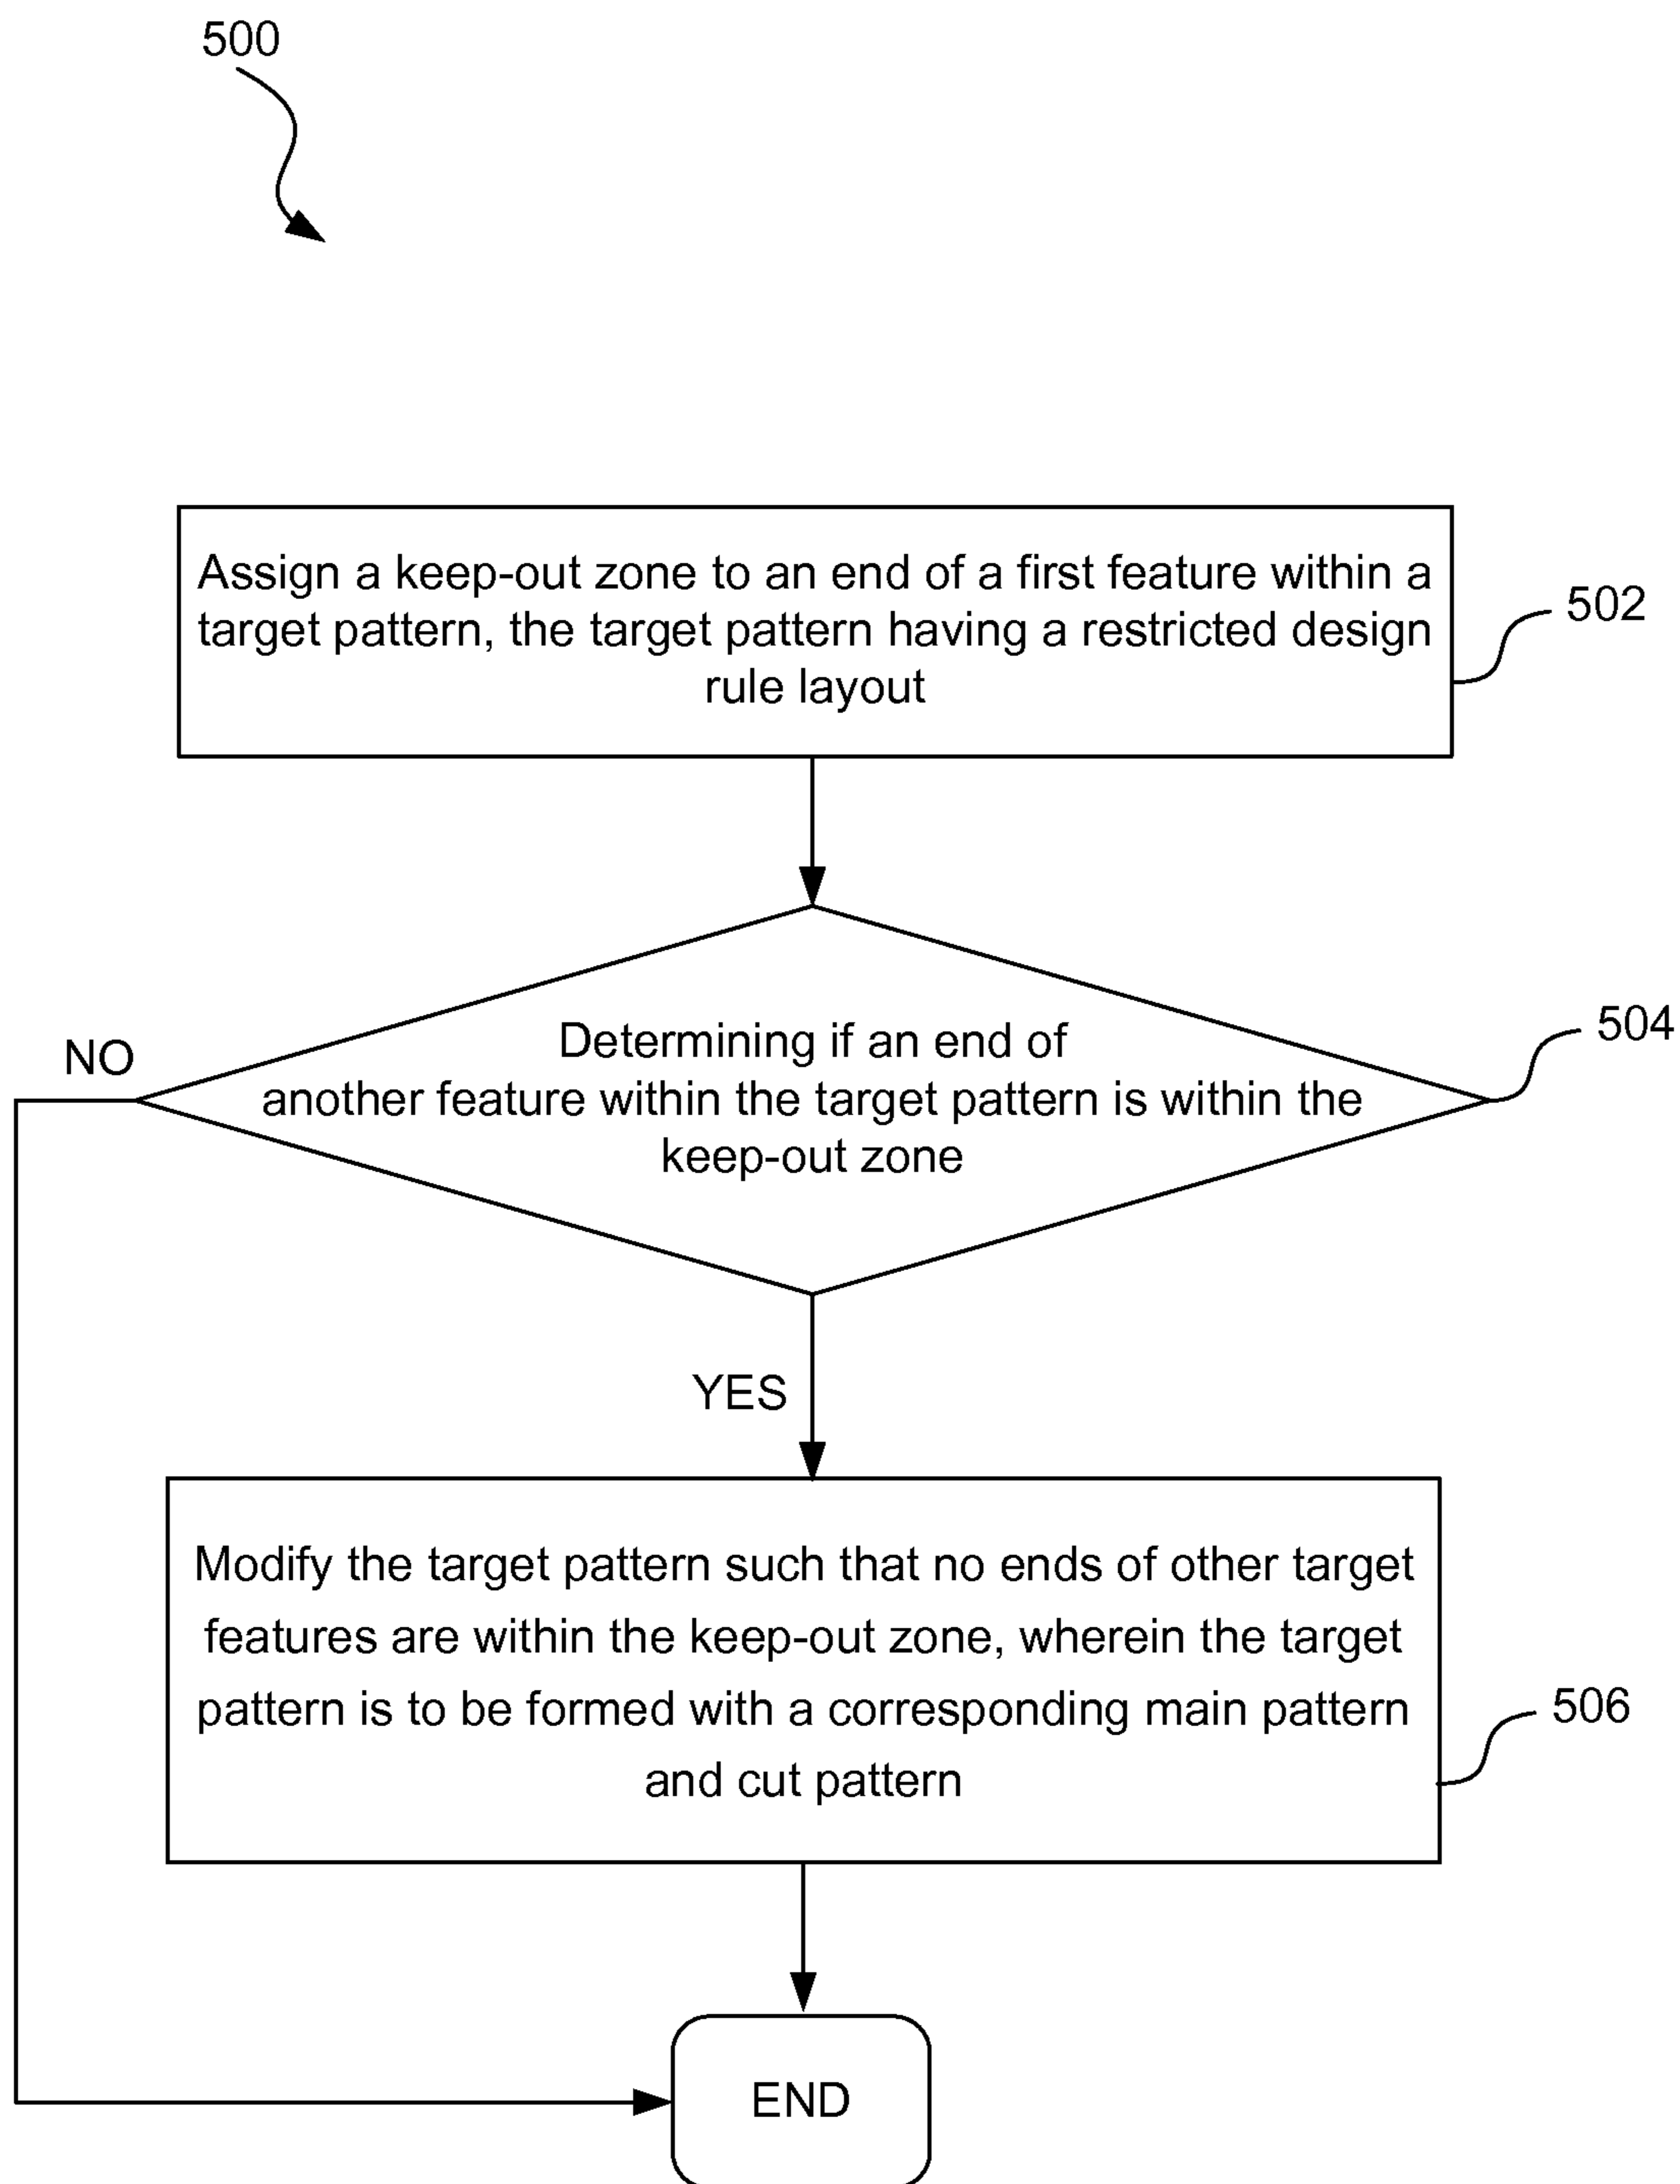 500
Assign a keep-out zone to an end of a first feature within a
target pattern, the target pattern having a restricted design
rule layout
502
Determining if an end of
another feature within the target pattern is within the
keep-out zone
504
NO
YES
Modify the target pattern such that no ends of other target
features are within the keep-out zone, wherein the target
pattern is to be formed with a corresponding main pattern
and cut pattern
506
END